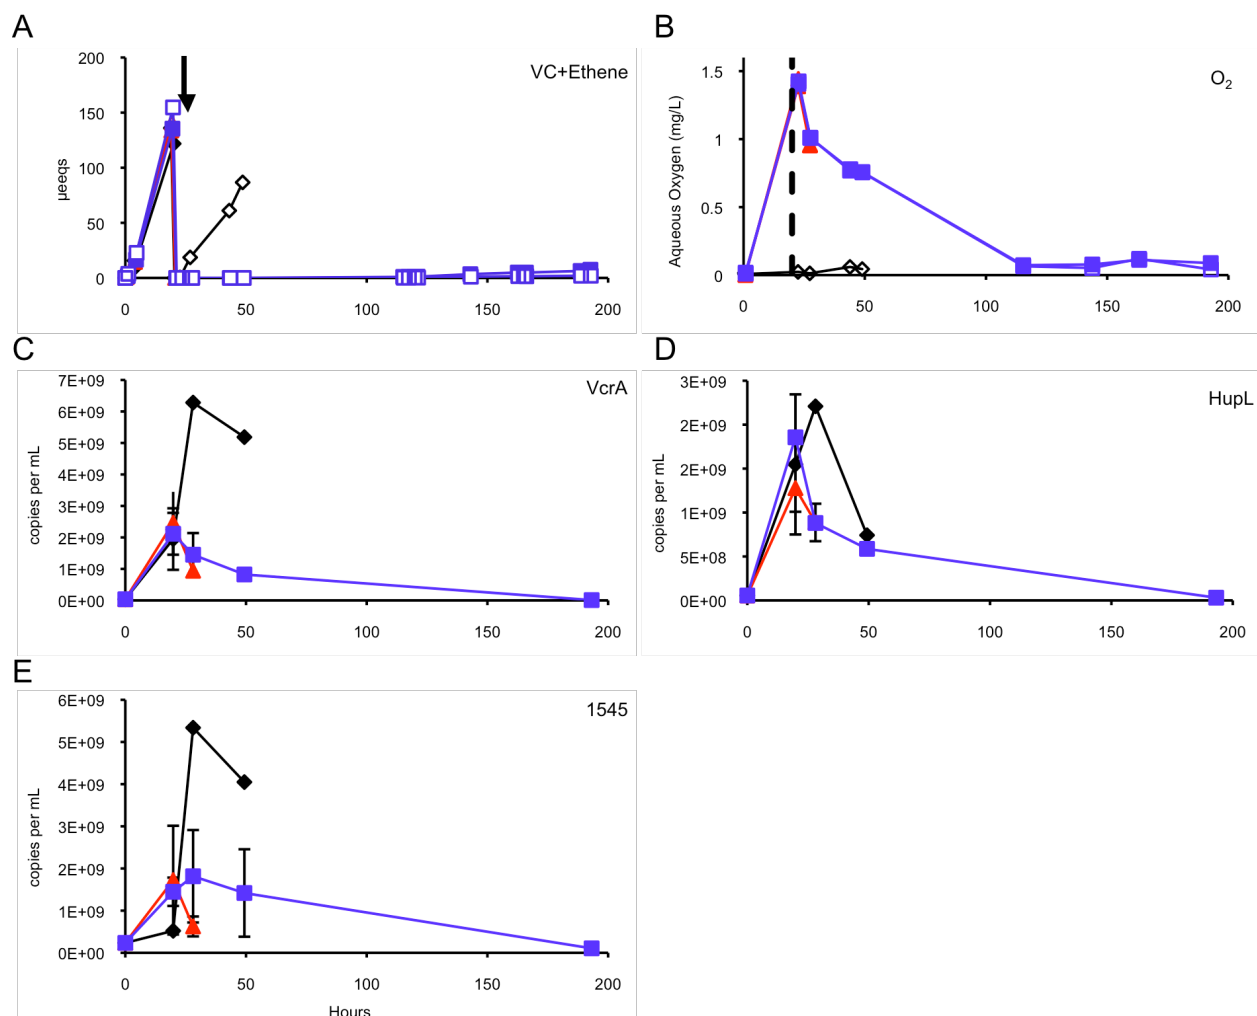 A
B
200
150
100
50
0
µeeqs
VC+Ethene
0
50
100
150
200
1.5
1
0.5
0
Aqueous Oxygen (mg/L)
O2
0
50
100
150
200
C
D
7E+09
6E+09
5E+09
4E+09
3E+09
2E+09
1E+09
0E+00
copies per mL
VcrA
0
50
100
150
200
3E+09
2E+09
2E+09
1E+09
5E+08
0E+00
copies per mL
HupL
0
50
100
150
200
E
6E+09
5E+09
4E+09
3E+09
2E+09
1E+09
0E+00
copies per mL
1545
0
50
100
150
200
Hours